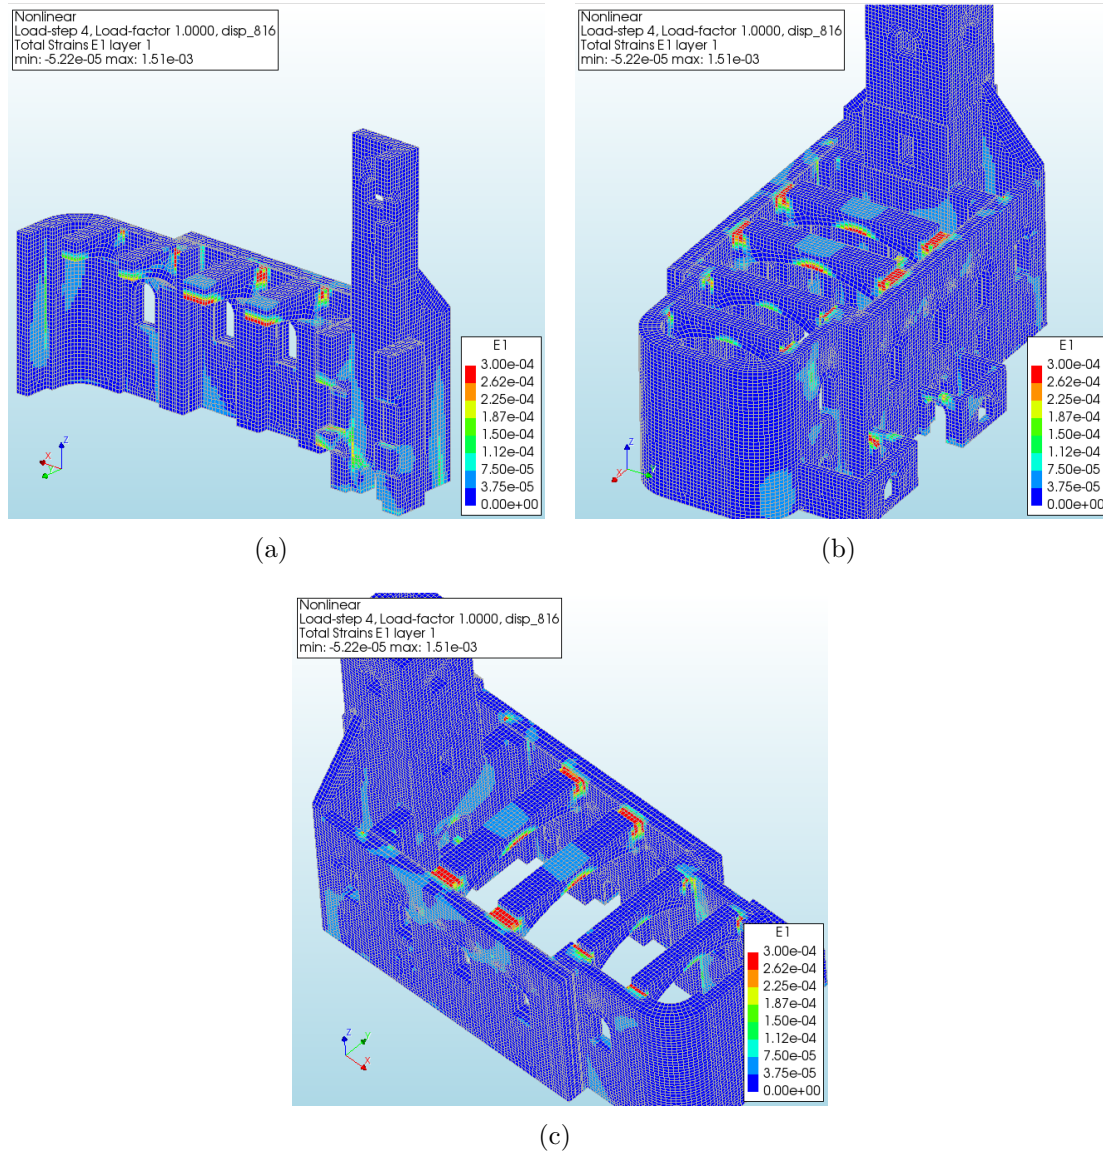 Nonlinear
Load-step 4, Load-factor 1.0000, disp_816
Total Strains E1 layer 1
min: -5.22e-05 max: 1.51e-03
E1
3.00e-04
2.62e-04
2.25e-04
1.87e-04
1.50e-04
1.12e-04
7.50e-05
3.75e-05
0.00e+00
Z
X
Y
(a)
Nonlinear
Load-step 4, Load-factor 1.0000, disp_816
Total Strains E1 layer 1
min: -5.22e-05 max: 1.51e-03
E1
3.00e-04
2.62e-04
2.25e-04
1.87e-04
1.50e-04
1.12e-04
7.50e-05
3.75e-05
0.00e+00
Z
X
Y
(b)
Nonlinear
Load-step 4, Load-factor 1.0000, disp_816
Total Strains E1 layer 1
min: -5.22e-05 max: 1.51e-03
E1
3.00e-04
2.62e-04
2.25e-04
1.87e-04
1.50e-04
1.12e-04
7.50e-05
3.75e-05
0.00e+00
Z
Y
X
(c)